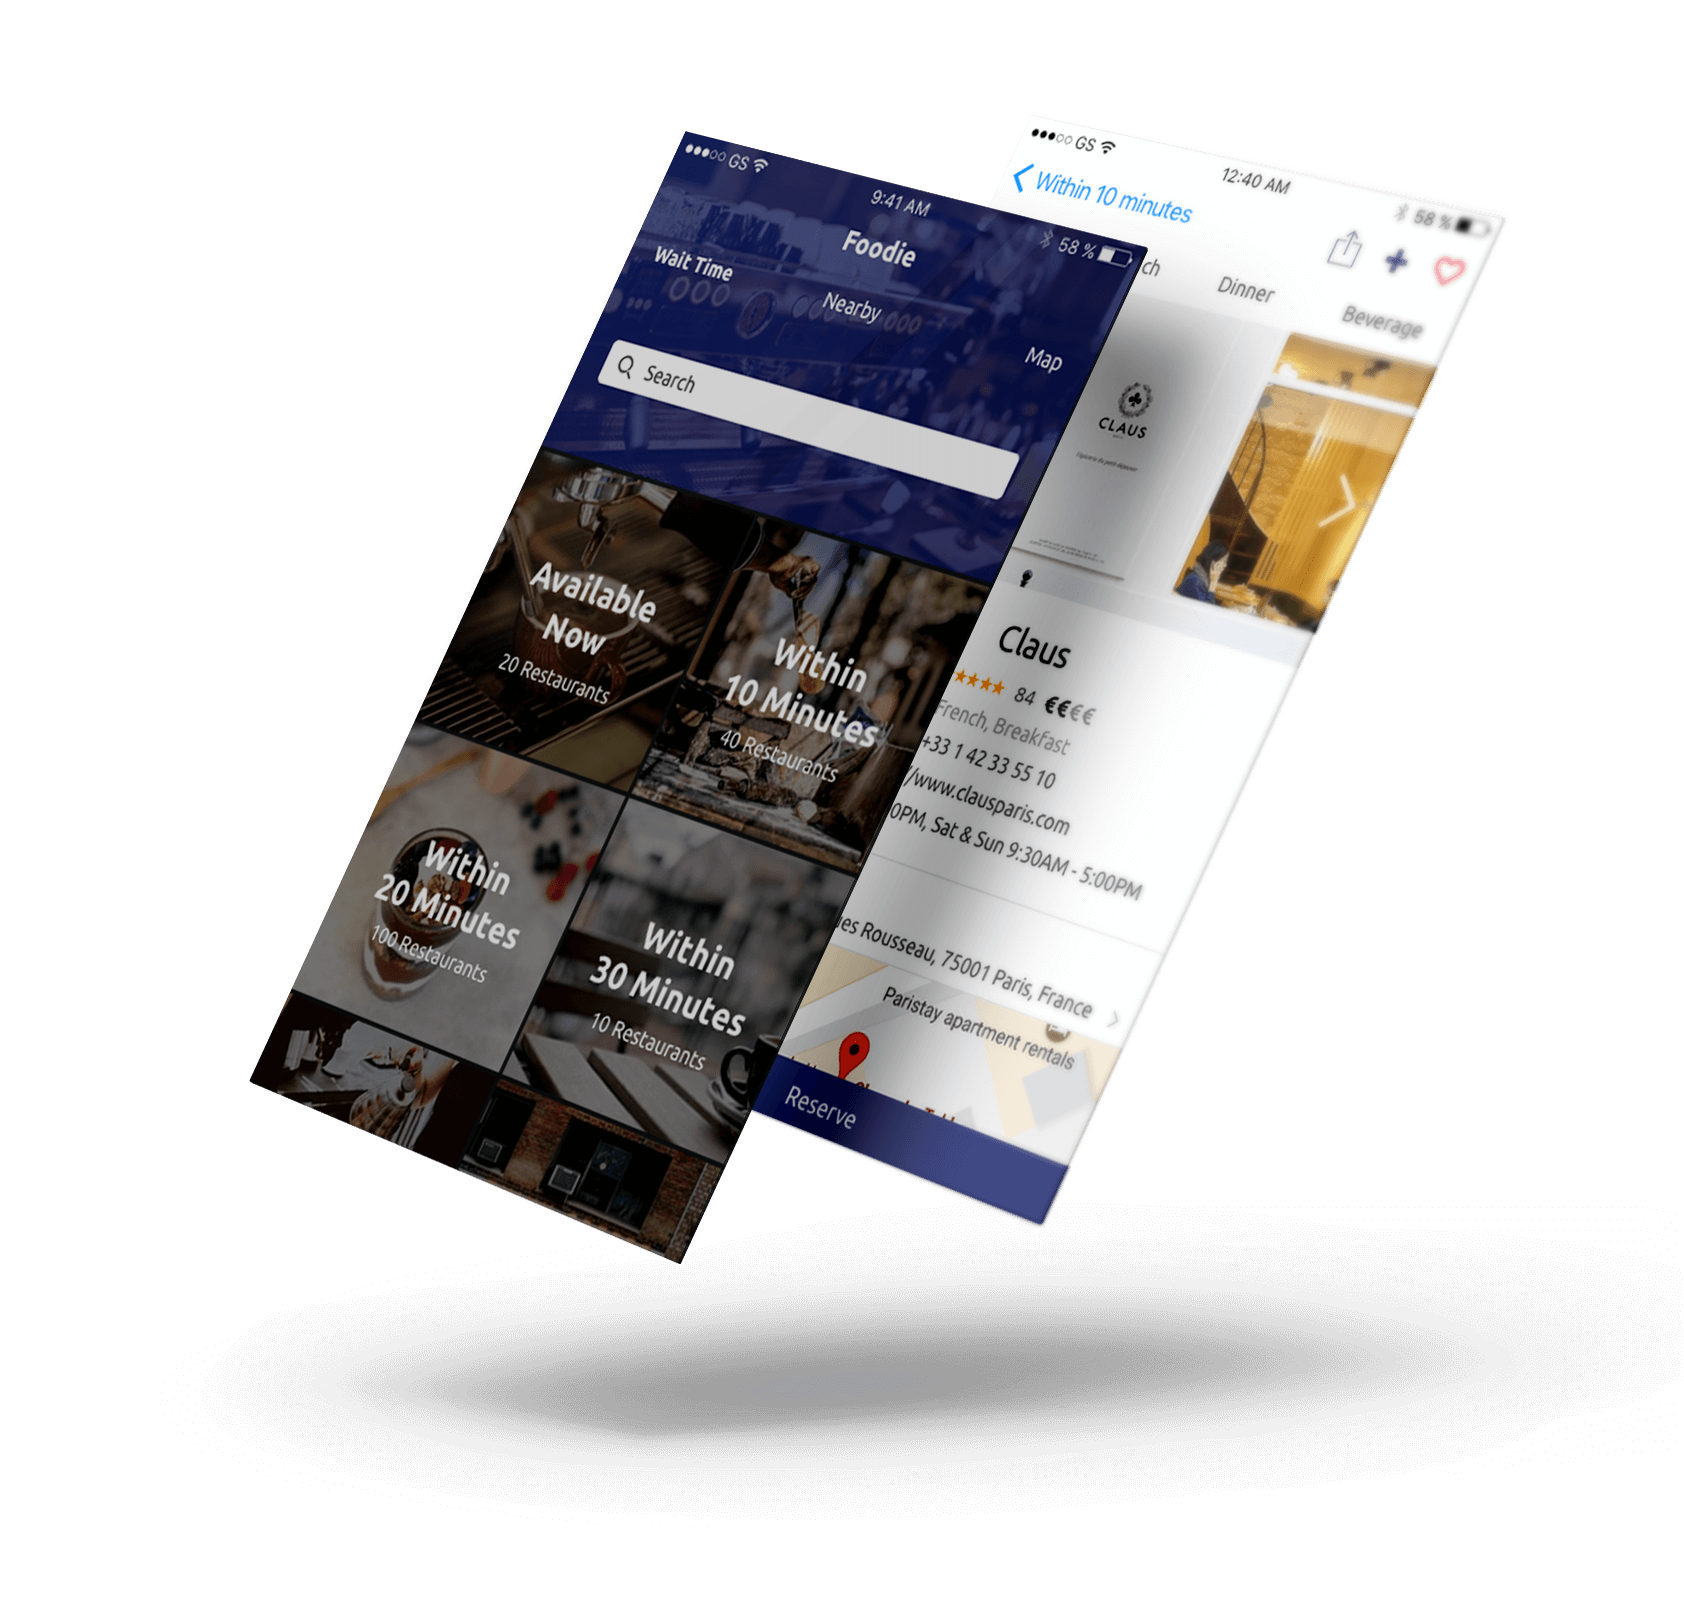 GS
9:41 AM
58 %
Foodie
Wait Time
Nearby
Map
Search
Available
Now
20 Restaurants
Within
10 Minutes
40 Restaurants
Within
20 Minutes
100 Restaurants
Within
30 Minutes
10 Restaurants
GS
12:40 AM
58 %
Within 10 minutes
ch
Dinner
Beverage
CLAUS
Claus
84 €€€€
French, Breakfast
+33 1 42 33 55 10
/www.clausparis.com
0PM, Sat & Sun 9:30AM - 5:00PM
es Rousseau, 75001 Paris, France
Paristay apartment rentals
Reserve